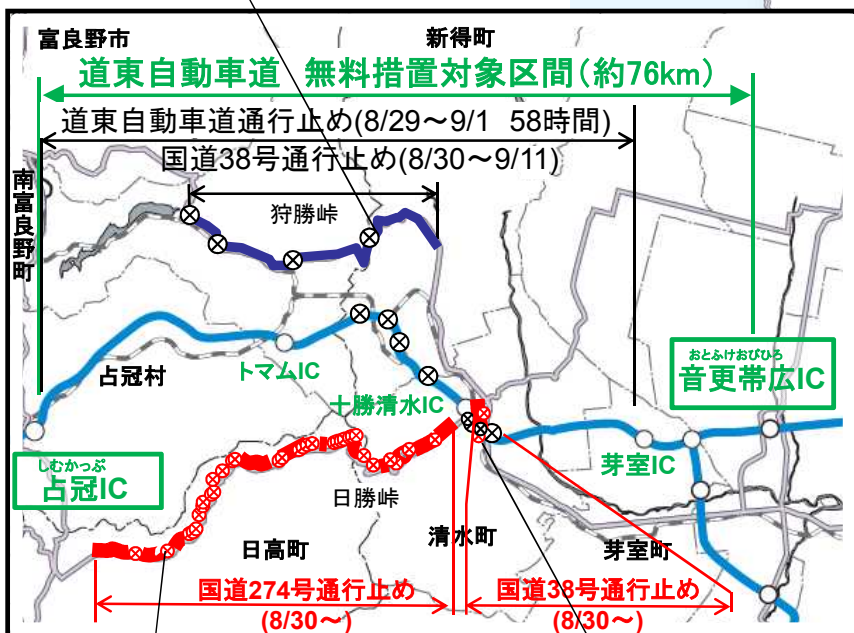 富良野市
新得町
道東自動車道 無料措置対象区間(約76km)
道東自動車道通行止め(8/29～9/1 58時間)
国道38号通行止め(8/30～9/11)
南富良野町
狩勝峠
占冠村
トマムIC
おとふけおびひろ
音更帯広IC
十勝清水IC
芽室IC
しむかっぷ
占冠IC
日勝峠
日高町
清水町
芽室町
国道274号通行止め
(8/30～)
国道38号通行止め
(8/30～)